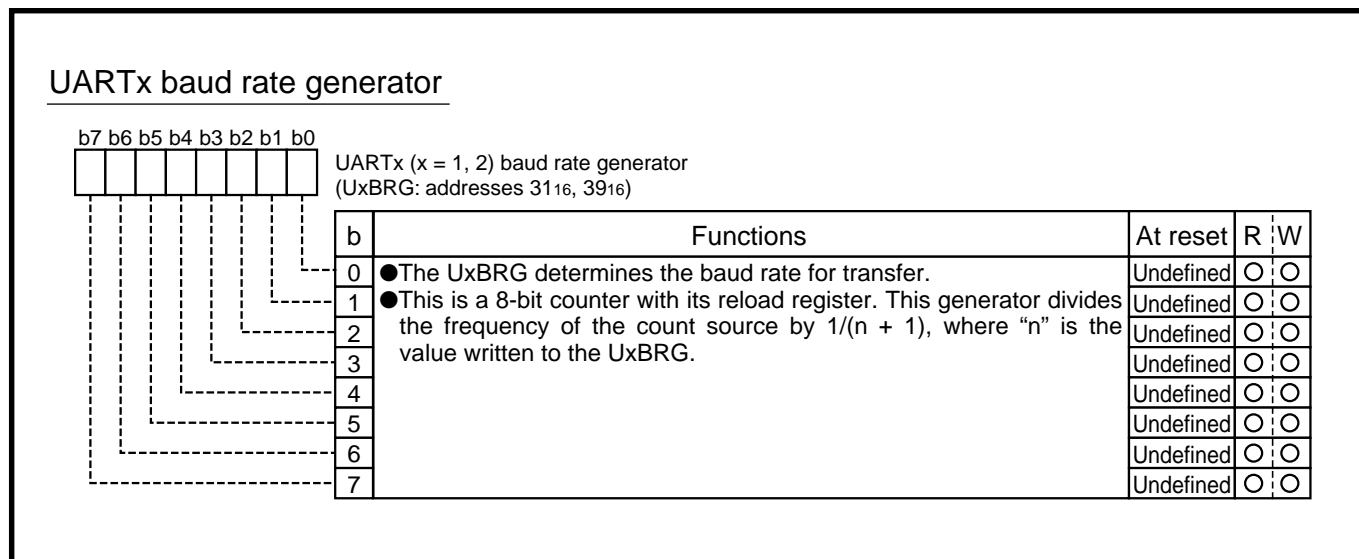 UARTx baud rate generator
b7 b6 b5 b4 b3 b2 b1 b0
UARTx (x = 1, 2) baud rate generator
(UxBRG: addresses 3116, 3916)
b Functions At reset R W
0 ●The UxBRG determines the baud rate for transfer. Undefined ○ ○
1 ●This is a 8-bit counter with its reload register. This generator divides Undefined ○ ○
2 the frequency of the count source by 1/(n + 1), where “n” is the Undefined ○ ○
3 value written to the UxBRG. Undefined ○ ○
4 Undefined ○ ○
5 Undefined ○ ○
6 Undefined ○ ○
7 Undefined ○ ○